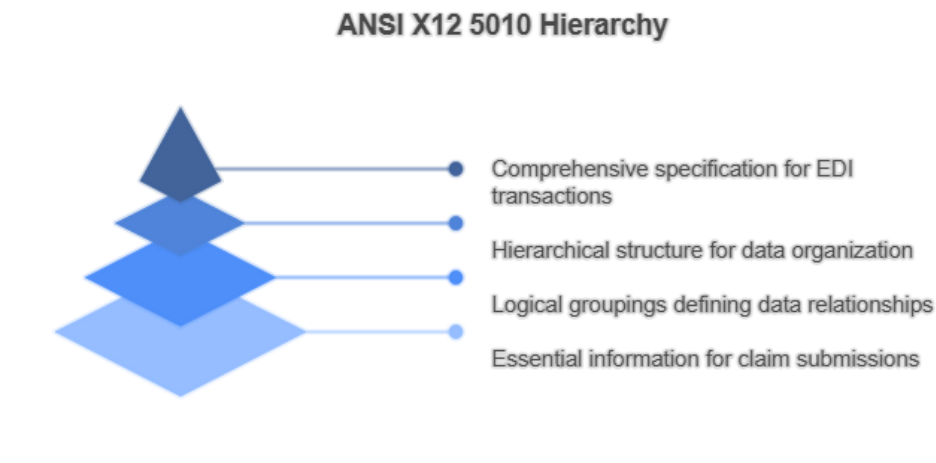 ANSI X12 5010 Hierarchy
Comprehensive specification for EDI
transactions
Hierarchical structure for data organization
Logical groupings defining data relationships
Essential information for claim submissions